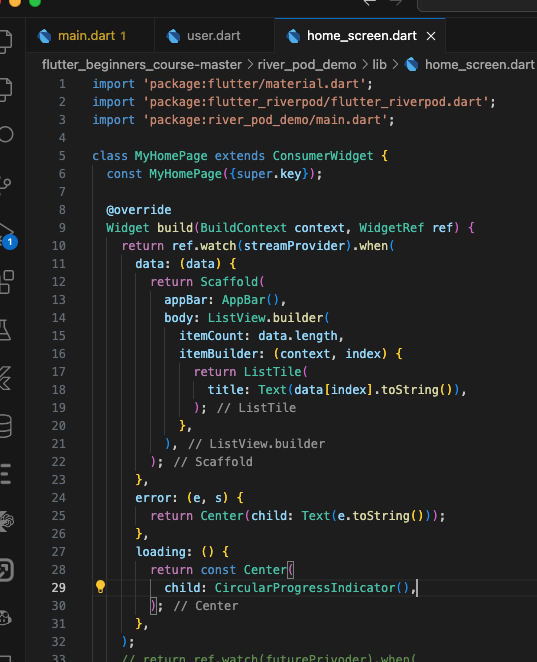 main.dart 1 user.dart home_screen.dart
flutter_beginners_course-master > river_pod_demo > lib > home_screen.dart
1 import 'package:flutter/material.dart';
2 import 'package:flutter_riverpod/flutter_riverpod.dart';
3 import 'package:river_pod_demo/main.dart';
4
5 class MyHomePage extends ConsumerWidget {
6 const MyHomePage({super.key});
7
8 @override
9 Widget build(BuildContext context, WidgetRef ref) {
10 return ref.watch(streamProvider).when(
11 data: (data) {
12 return Scaffold(
13 appBar: AppBar(),
14 body: ListView.builder(
15 itemCount: data.length,
16 itemBuilder: (context, index) {
17 return ListTile(
18 title: Text(data[index].toString()),
19 ); // ListTile
20 },
21 ), // ListView.builder
22 ); // Scaffold
23 },
24 error: (e, s) {
25 return Center(child: Text(e.toString()));
26 },
27 loading: () {
28 return const Center(
29 child: CircularProgressIndicator(),
30 ); // Center
31 },
32 );
33 // return ref.watch(futurePrivoder).when(
1